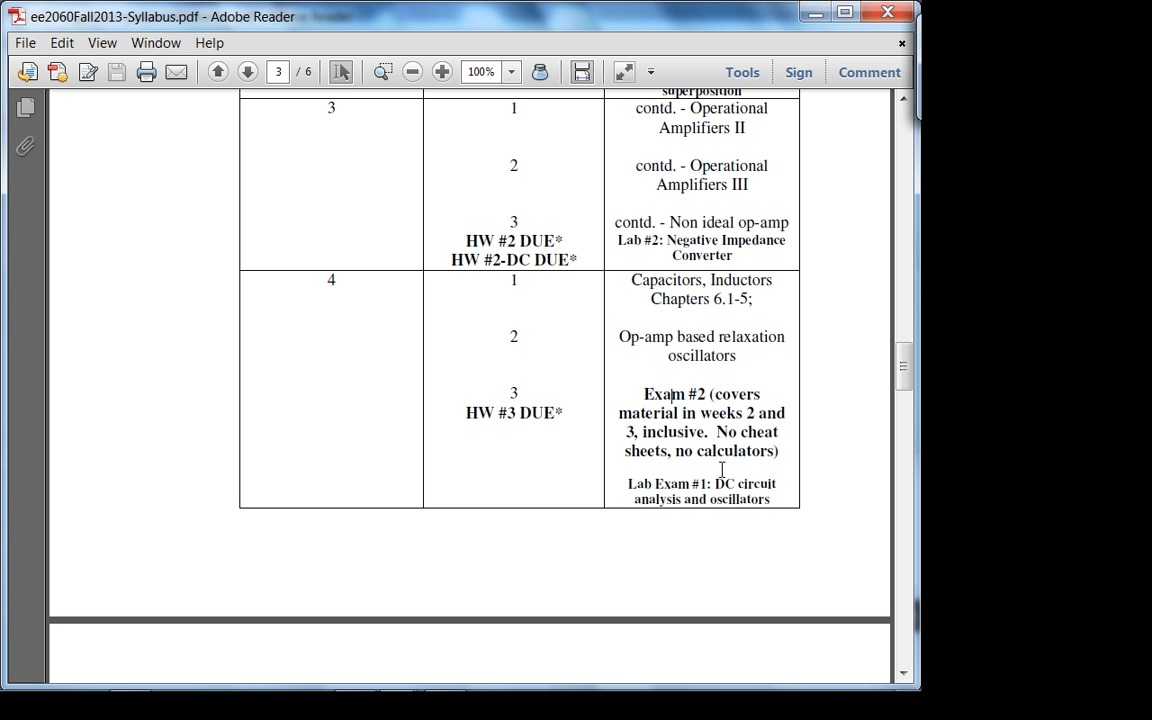 ee2060Fall2013-Syllabus.pdf - Adobe Reader
File Edit View Window Help
3 / 6 100% Tools Sign Comment
superposition
3 1 contd. - Operational
Amplifiers II
2 contd. - Operational
Amplifiers III
3 contd. - Non ideal op-amp
HW #2 DUE* Lab #2: Negative Impedance
HW #2-DC DUE* Converter
4 1 Capacitors, Inductors
Chapters 6.1-5;
2 Op-amp based relaxation
oscillators
3 Exam #2 (covers
HW #3 DUE* material in weeks 2 and
3, inclusive. No cheat
sheets, no calculators)
Lab Exam #1: DC circuit
analysis and oscillators